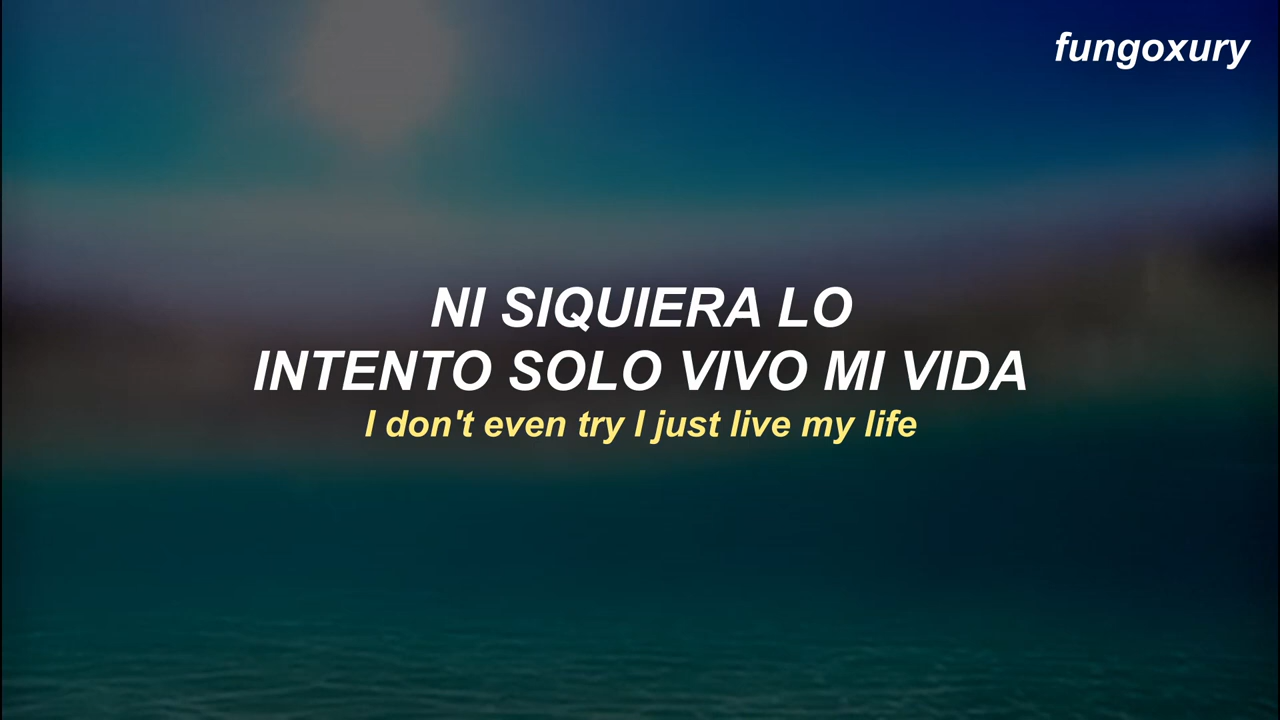 fungoxury
NI SIQUIERA LO
INTENTO SOLO VIVO MI VIDA
I don't even try I just live my life